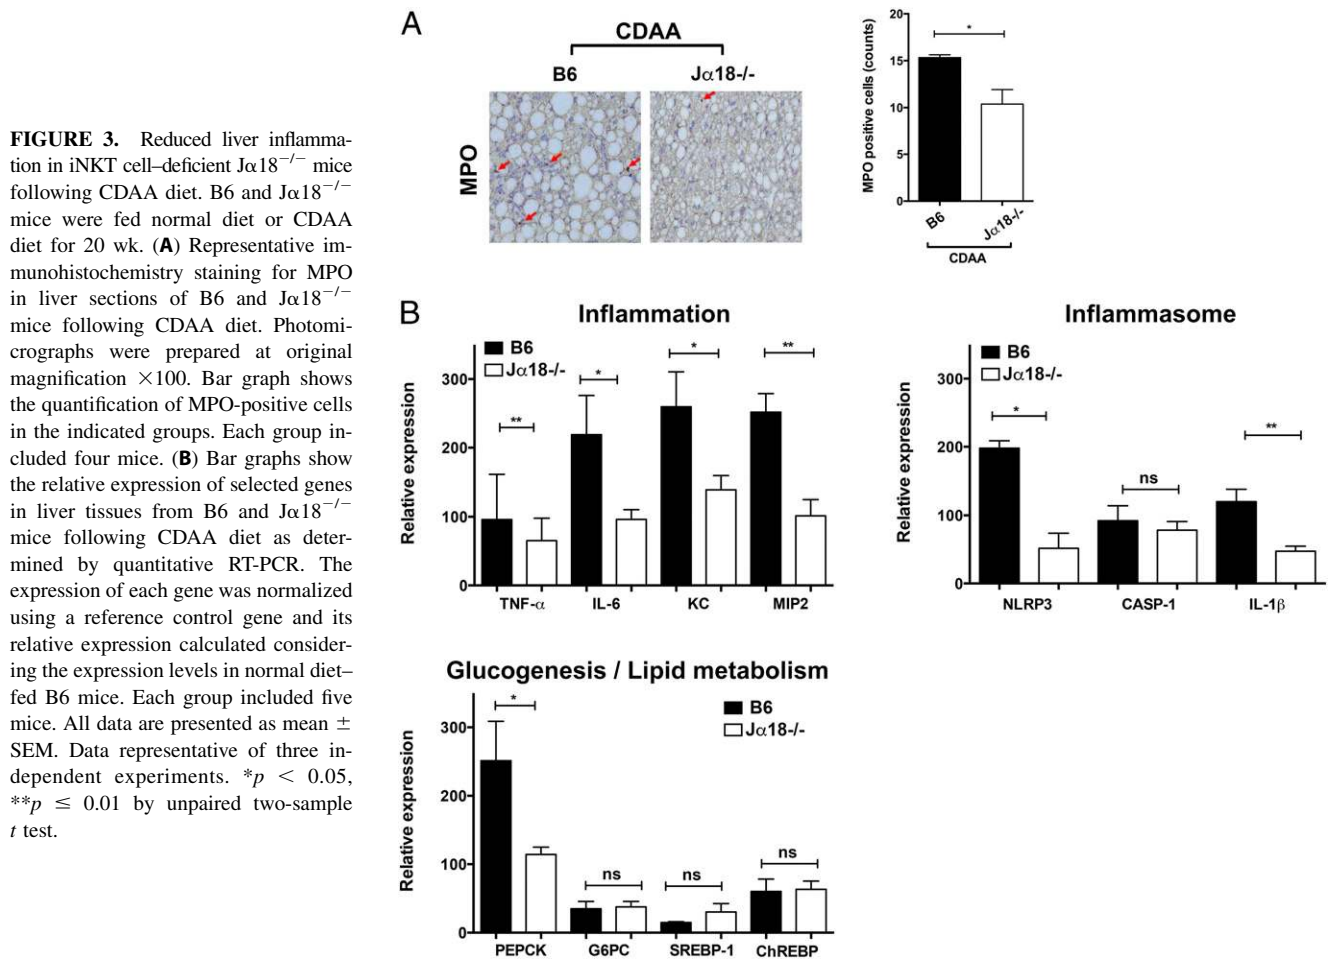 FIGURE 3. Reduced liver inflamma-
tion in iNKT cell–deficient Jα18−/− mice
following CDAA diet. B6 and Jα18−/−
mice were fed normal diet or CDAA
diet for 20 wk. (A) Representative im-
munohistochemistry staining for MPO
in liver sections of B6 and Jα18−/−
mice following CDAA diet. Photomi-
crographs were prepared at original
magnification ×100. Bar graph shows
the quantification of MPO-positive cells
in the indicated groups. Each group in-
cluded four mice. (B) Bar graphs show
the relative expression of selected genes
in liver tissues from B6 and Jα18−/−
mice following CDAA diet as deter-
mined by quantitative RT-PCR. The
expression of each gene was normalized
using a reference control gene and its
relative expression calculated consider-
ing the expression levels in normal diet–
fed B6 mice. Each group included five
mice. All data are presented as mean ±
SEM. Data representative of three in-
dependent experiments. *p < 0.05,
**p ≤ 0.01 by unpaired two-sample
t test.
A
CDAA
B6 Jα18-/-
MPO
MPO positive cells (counts)
20
15
10
5
0
*
B6 Jα18-/-
CDAA
B
Inflammation
B6
Jα18-/-
Relative expression
300
200
100
0
** * * **
TNF-α IL-6 KC MIP2
Inflammasome
B6
Jα18-/-
Relative expression
300
200
100
0
* ns **
NLRP3 CASP-1 IL-1β
Glucogenesis / Lipid metabolism
B6
Jα18-/-
Relative expression
300
200
100
0
* ns ns ns
PEPCK G6PC SREBP-1 ChREBP